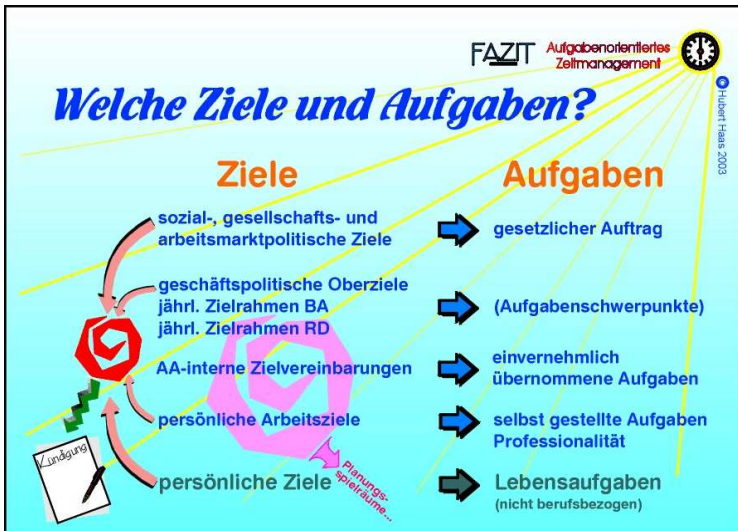 FAZIT Aufgabenorientiertes
Zeitmanagement
© Hubert Haas 2003
Welche Ziele und Aufgaben?
Ziele
Aufgaben
sozial-, gesellschafts- und
arbeitsmarktpolitische Ziele
gesetzlicher Auftrag
geschäftspolitische Oberziele
jährl. Zielrahmen BA
jährl. Zielrahmen RD
(Aufgabenschwerpunkte)
AA-interne Zielvereinbarungen
einvernehmlich
übernommene Aufgaben
persönliche Arbeitsziele
selbst gestellte Aufgaben
Professionalität
Kündigung
Planungs-
spielräume...
persönliche Ziele
Lebensaufgaben
(nicht berufsbezogen)